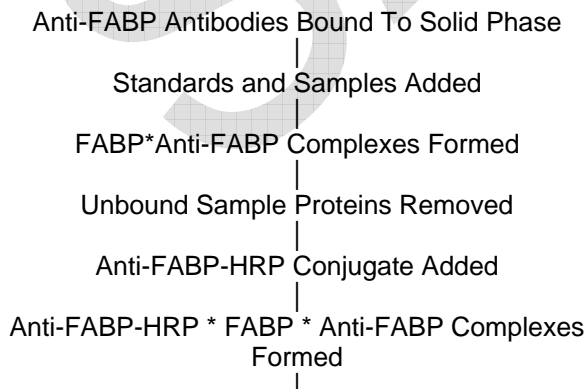 Anti-FABP Antibodies Bound To Solid Phase
Standards and Samples Added
FABP*Anti-FABP Complexes Formed
Unbound Sample Proteins Removed
Anti-FABP-HRP Conjugate Added
Anti-FABP-HRP * FABP * Anti-FABP Complexes
Formed